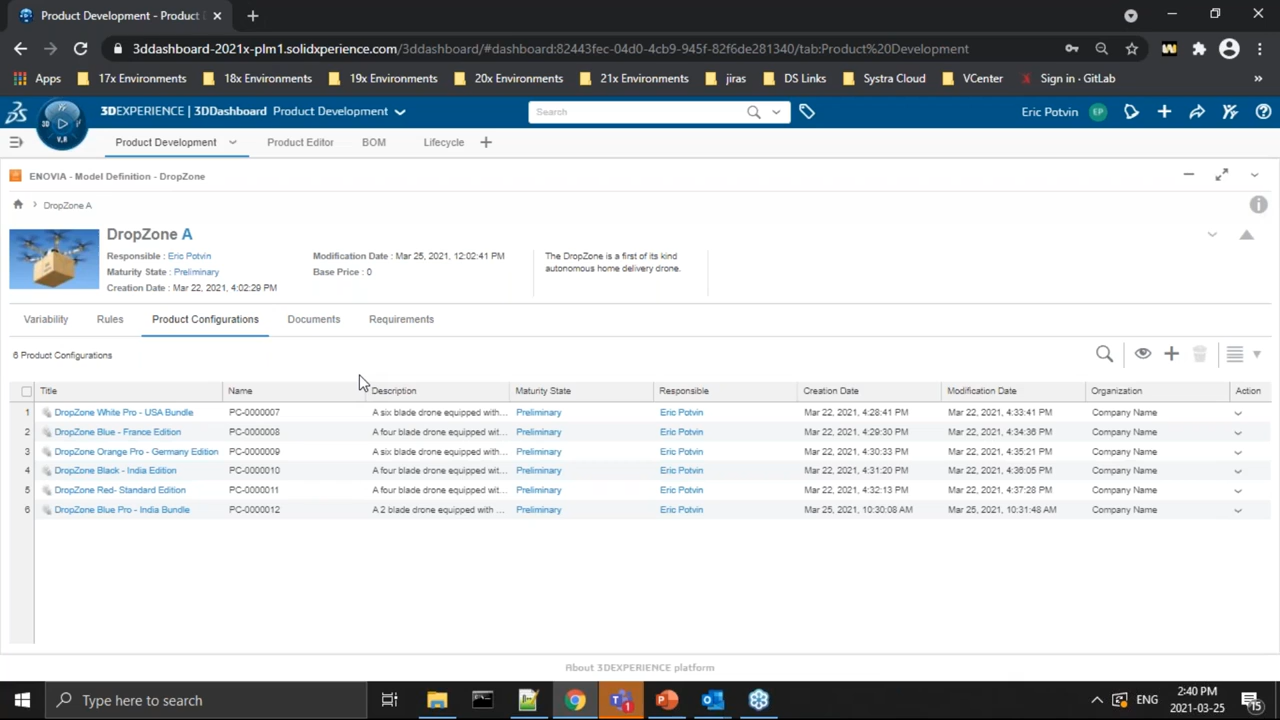 Product Development - Product
3ddashboard-2021x-plm1.solidxperience.com/3ddashboard/#dashboard:82443fec-04d0-4cb9-945f-82f6de281340/tab:Product%20Development
Apps 17x Environments 18x Environments 19x Environments 20x Environments 21x Environments jiras DS Links Systra Cloud VCenter Sign in · GitLab »
3DEXPERIENCE | 3DDashboard Product Development Search Eric Potvin EP
3D V.R
Product Development Product Editor BOM Lifecycle
ENOVIA - Model Definition - DropZone
DropZone A
DropZone A
Responsible : Eric Potvin Modification Date : Mar 25, 2021, 12:02:41 PM The DropZone is a first of its kind
Maturity State : Preliminary Base Price : 0 autonomous home delivery drone.
Creation Date : Mar 22, 2021, 4:02:29 PM
Variability Rules Product Configurations Documents Requirements
6 Product Configurations
Title Name Description Maturity State Responsible Creation Date Modification Date Organization Action
1 DropZone White Pro - USA Bundle PC-0000007 A six blade drone equipped with... Preliminary Eric Potvin Mar 22, 2021, 4:28:41 PM Mar 22, 2021, 4:33:41 PM Company Name
2 DropZone Blue - France Edition PC-0000008 A four blade drone equipped wit... Preliminary Eric Potvin Mar 22, 2021, 4:29:30 PM Mar 22, 2021, 4:34:36 PM Company Name
3 DropZone Orange Pro - Germany Edition PC-0000009 A six blade drone equipped with... Preliminary Eric Potvin Mar 22, 2021, 4:30:33 PM Mar 22, 2021, 4:35:21 PM Company Name
4 DropZone Black - India Edition PC-0000010 A four blade drone equipped wit... Preliminary Eric Potvin Mar 22, 2021, 4:31:20 PM Mar 22, 2021, 4:36:05 PM Company Name
5 DropZone Red- Standard Edition PC-0000011 A four blade drone equipped wit... Preliminary Eric Potvin Mar 22, 2021, 4:32:13 PM Mar 22, 2021, 4:37:28 PM Company Name
6 DropZone Blue Pro - India Bundle PC-0000012 A 2 blade drone equipped with ... Preliminary Eric Potvin Mar 25, 2021, 10:30:08 AM Mar 25, 2021, 10:31:48 AM Company Name
About 3DEXPERIENCE platform
Type here to search 1 ENG 2:40 PM 15
2021-03-25